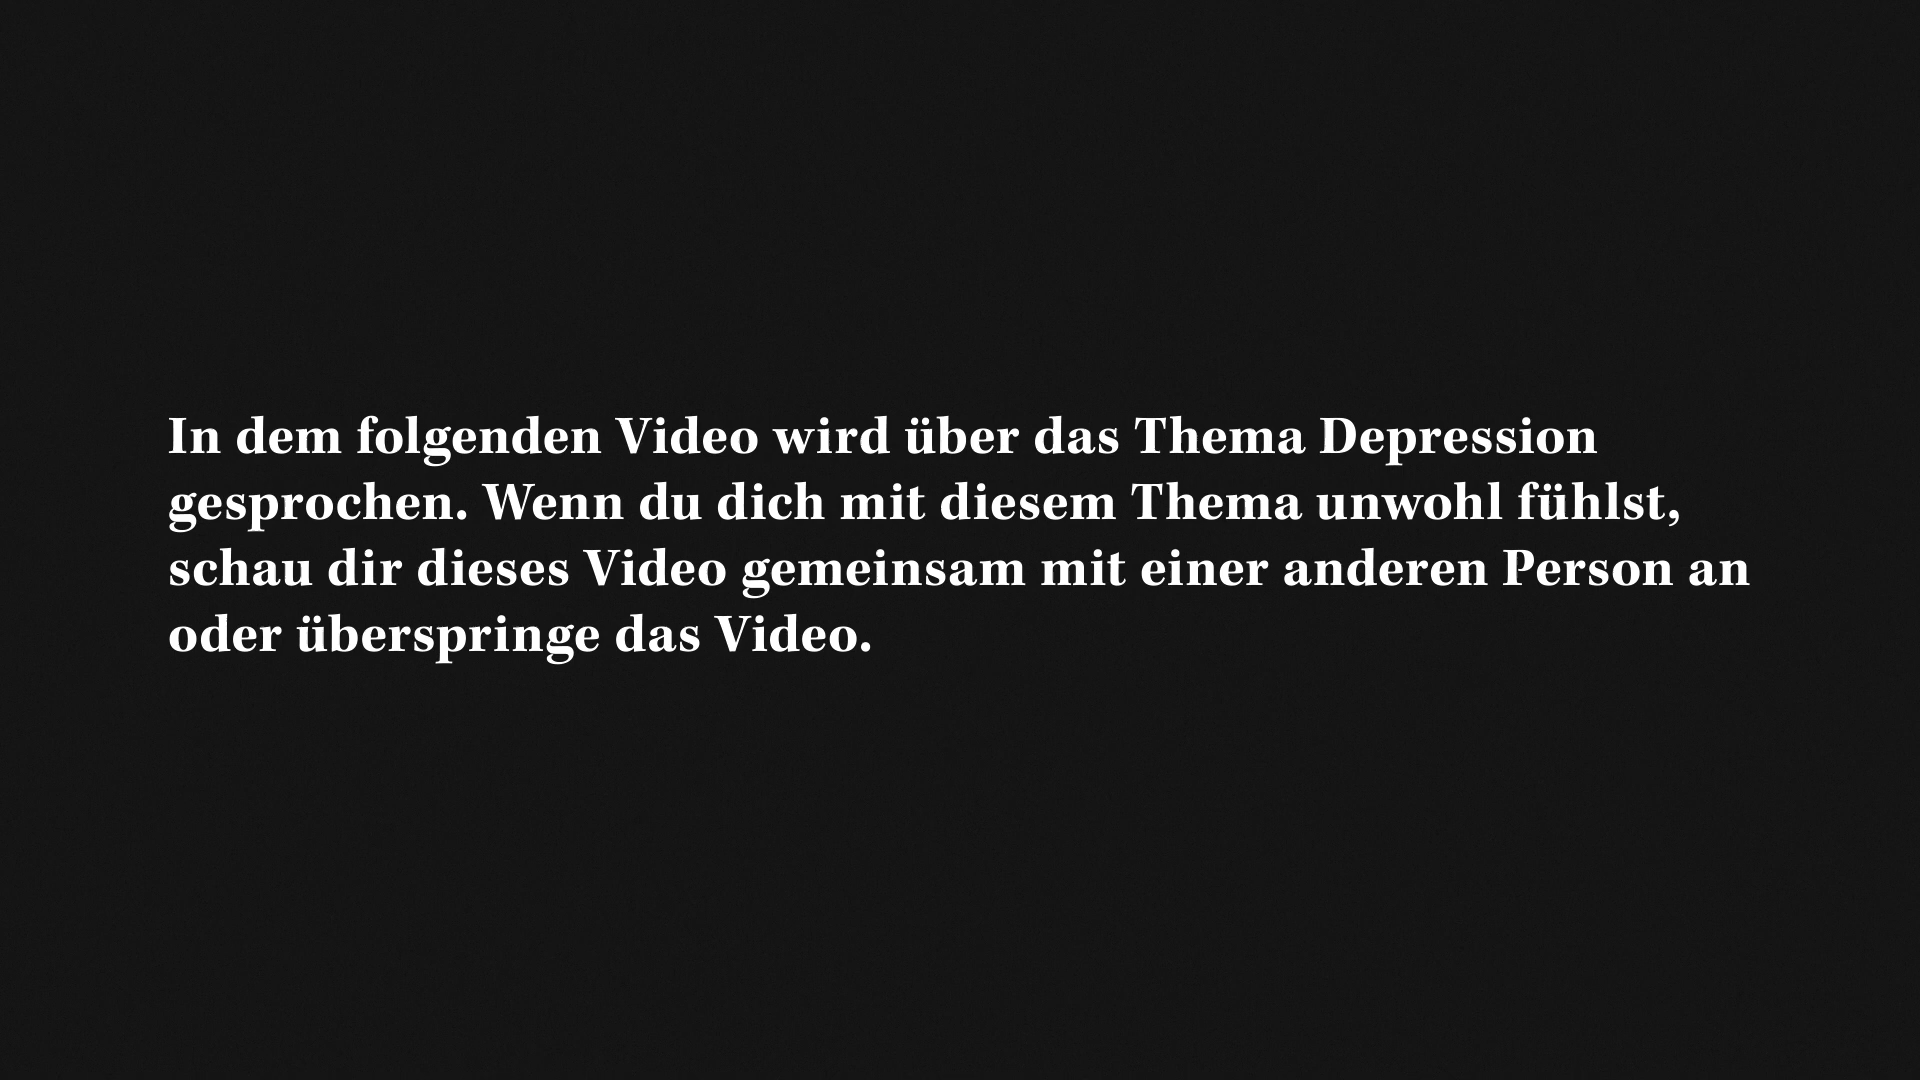 In dem folgenden Video wird über das Thema Depression
gesprochen. Wenn du dich mit diesem Thema unwohl fühlst,
schau dir dieses Video gemeinsam mit einer anderen Person an
oder überspringe das Video.